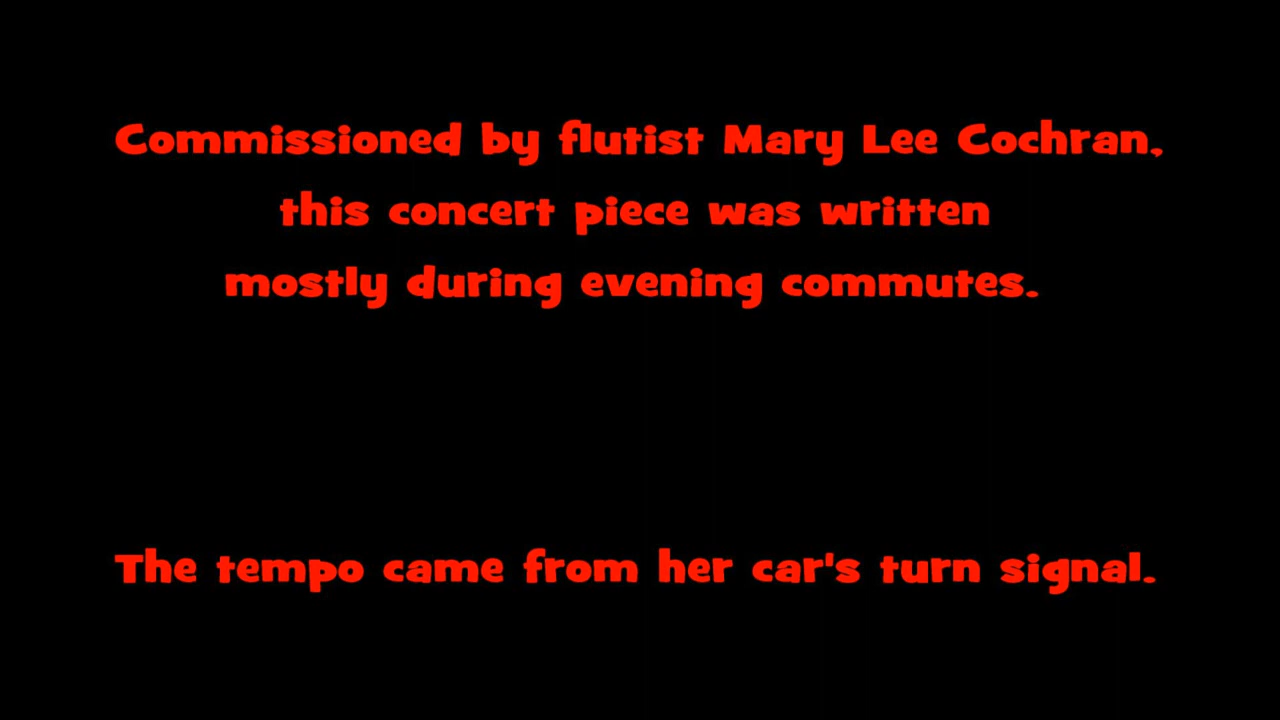 Commissioned by flutist Mary Lee Cochran,
this concert piece was written
mostly during evening commutes.
The tempo came from her car's turn signal.